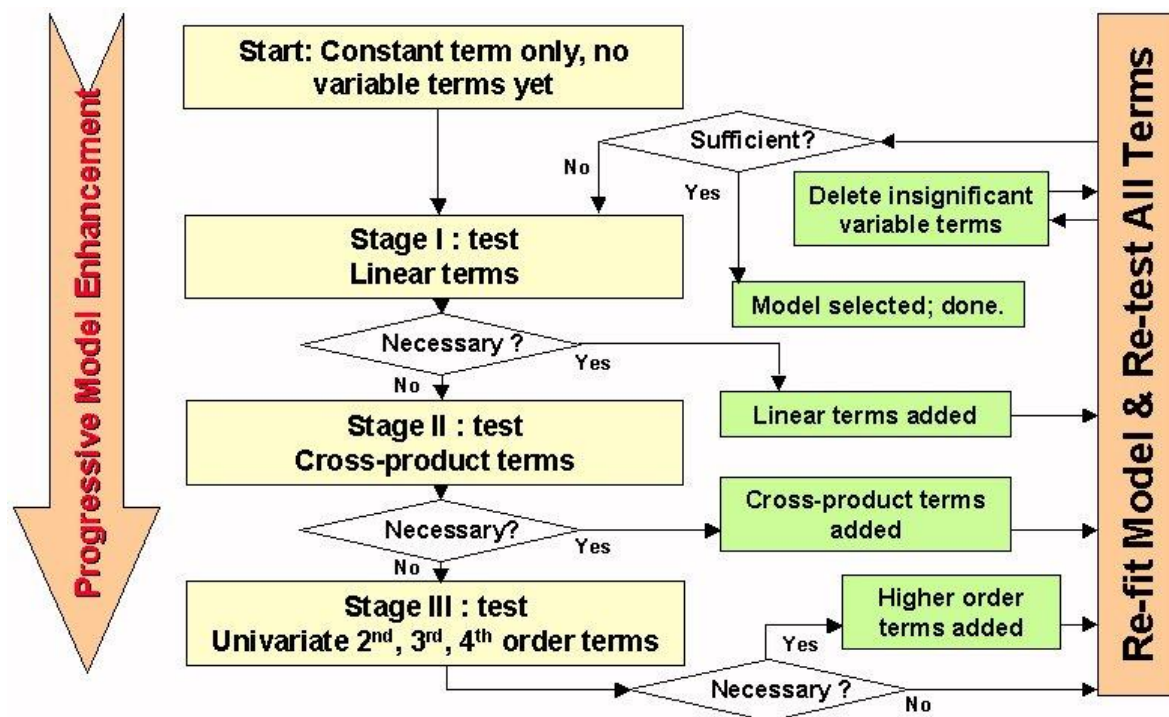 Progressive Model Enhancement
Start: Constant term only, no
variable terms yet
Sufficient?
No
Yes
Delete insignificant
variable terms
Stage I : test
Linear terms
Model selected; done.
Necessary ?
Yes
No
Linear terms added
Stage II : test
Cross-product terms
Cross-product terms
added
Necessary?
Yes
No
Stage III : test
Univariate 2nd, 3rd, 4th order terms
Higher order
terms added
Yes
Necessary ?
No
Re-fit Model & Re-test All Terms